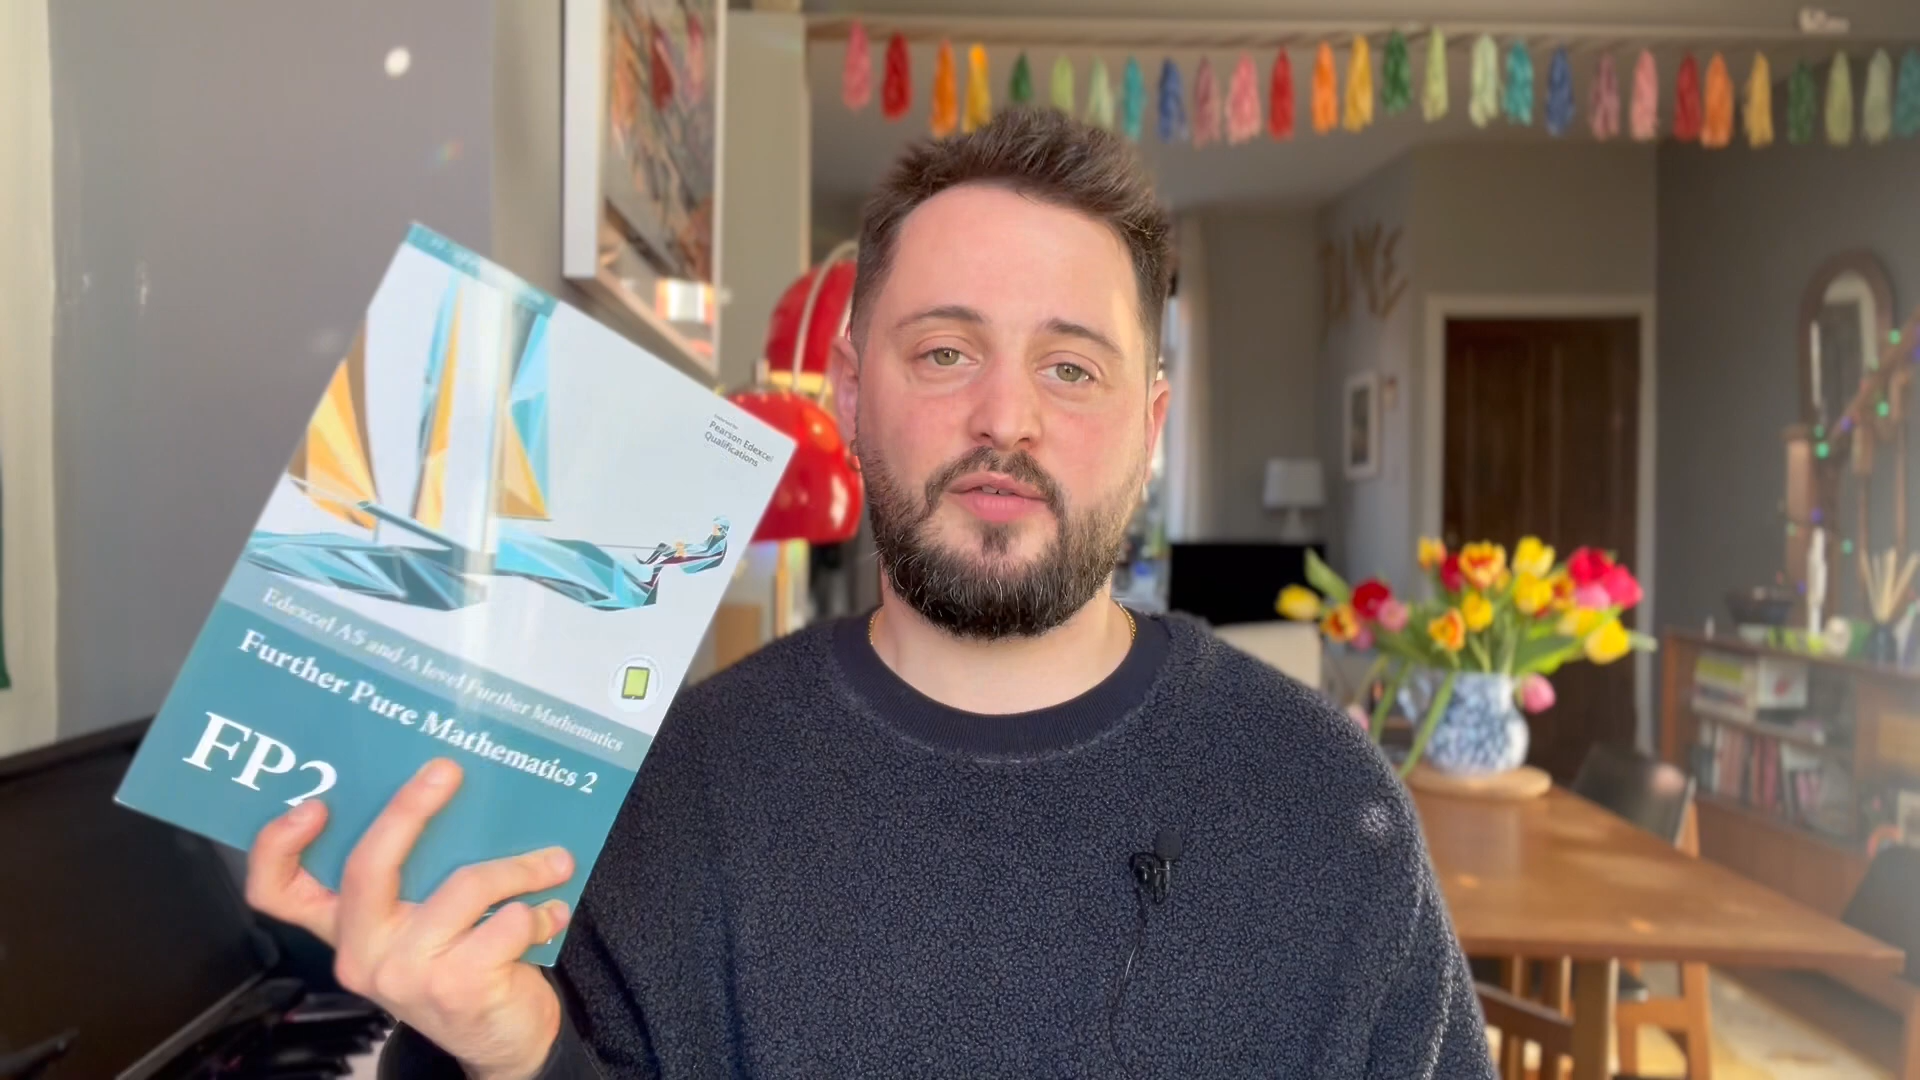 Pearson Edexcel
Qualifications
Edexcel AS and A level Further Mathematics
Further Pure Mathematics 2
FP2